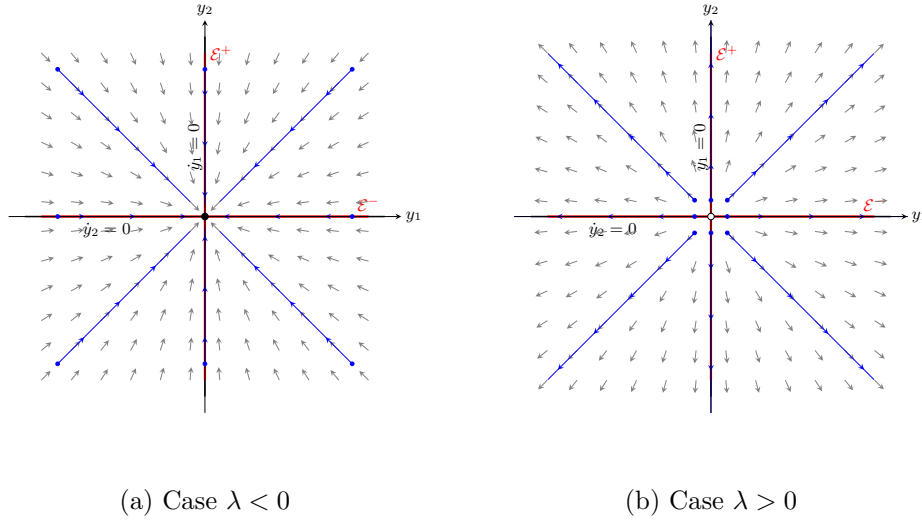 y₂
ℰ⁺
ẏ₁ = 0
ℰ⁻
y₁
ẏ₂ = 0
(a) Case λ < 0
y₂
ℰ⁺
ẏ₁ = 0
ℰ
y
ẏ₂ = 0
(b) Case λ > 0